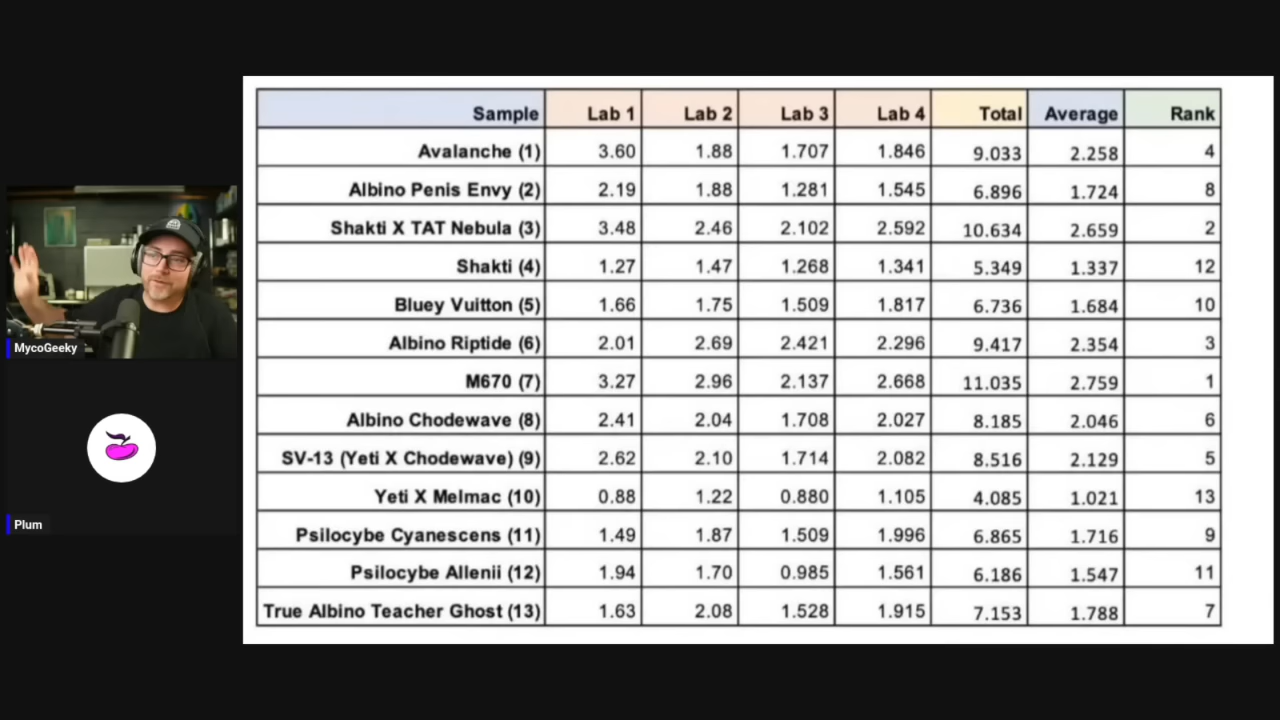 Sample Lab 1 Lab 2 Lab 3 Lab 4 Total Average Rank
Avalanche (1) 3.60 1.88 1.707 1.846 9.033 2.258 4
Albino Penis Envy (2) 2.19 1.88 1.281 1.545 6.896 1.724 8
Shakti X TAT Nebula (3) 3.48 2.46 2.102 2.592 10.634 2.659 2
Shakti (4) 1.27 1.47 1.268 1.341 5.349 1.337 12
Bluey Vuitton (5) 1.66 1.75 1.509 1.817 6.736 1.684 10
Albino Riptide (6) 2.01 2.69 2.421 2.296 9.417 2.354 3
M670 (7) 3.27 2.96 2.137 2.668 11.035 2.759 1
Albino Chodewave (8) 2.41 2.04 1.708 2.027 8.185 2.046 6
SV-13 (Yeti X Chodewave) (9) 2.62 2.10 1.714 2.082 8.516 2.129 5
Yeti X Melmac (10) 0.88 1.22 0.880 1.105 4.085 1.021 13
Psilocybe Cyanescens (11) 1.49 1.87 1.509 1.996 6.865 1.716 9
Psilocybe Allenii (12) 1.94 1.70 0.985 1.561 6.186 1.547 11
True Albino Teacher Ghost (13) 1.63 2.08 1.528 1.915 7.153 1.788 7
MycoGeeky
Plum